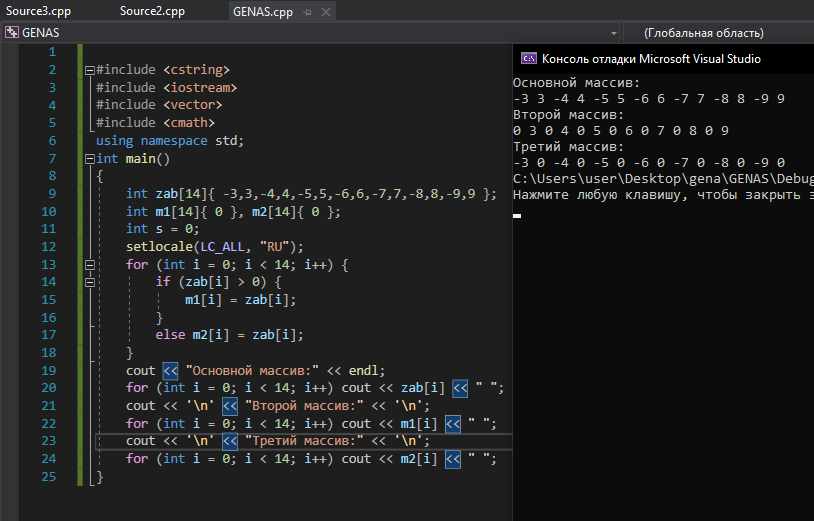 Source3.cpp Source2.cpp GENAS.cpp
GENAS (Глобальная область)
1
2 #include <cstring>
3 #include <iostream>
4 #include <vector>
5 #include <cmath>
6 using namespace std;
7 int main()
8 {
9 int zab[14]{ -3,3,-4,4,-5,5,-6,6,-7,7,-8,8,-9,9 };
10 int m1[14]{ 0 }, m2[14]{ 0 };
11 int s = 0;
12 setlocale(LC_ALL, "RU");
13 for (int i = 0; i < 14; i++) {
14 if (zab[i] > 0) {
15 m1[i] = zab[i];
16 }
17 else m2[i] = zab[i];
18 }
19 cout << "Основной массив:" << endl;
20 for (int i = 0; i < 14; i++) cout << zab[i] << " ";
21 cout << '\n' << "Второй массив:" << '\n';
22 for (int i = 0; i < 14; i++) cout << m1[i] << " ";
23 cout << '\n' << "Третий массив:" << '\n';
24 for (int i = 0; i < 14; i++) cout << m2[i] << " ";
25 }
Консоль отладки Microsoft Visual Studio
Основной массив:
-3 3 -4 4 -5 5 -6 6 -7 7 -8 8 -9 9
Второй массив:
0 3 0 4 0 5 0 6 0 7 0 8 0 9
Третий массив:
-3 0 -4 0 -5 0 -6 0 -7 0 -8 0 -9 0
C:\Users\user\Desktop\gena\GENAS\Debug
Нажмите любую клавишу, чтобы закрыть